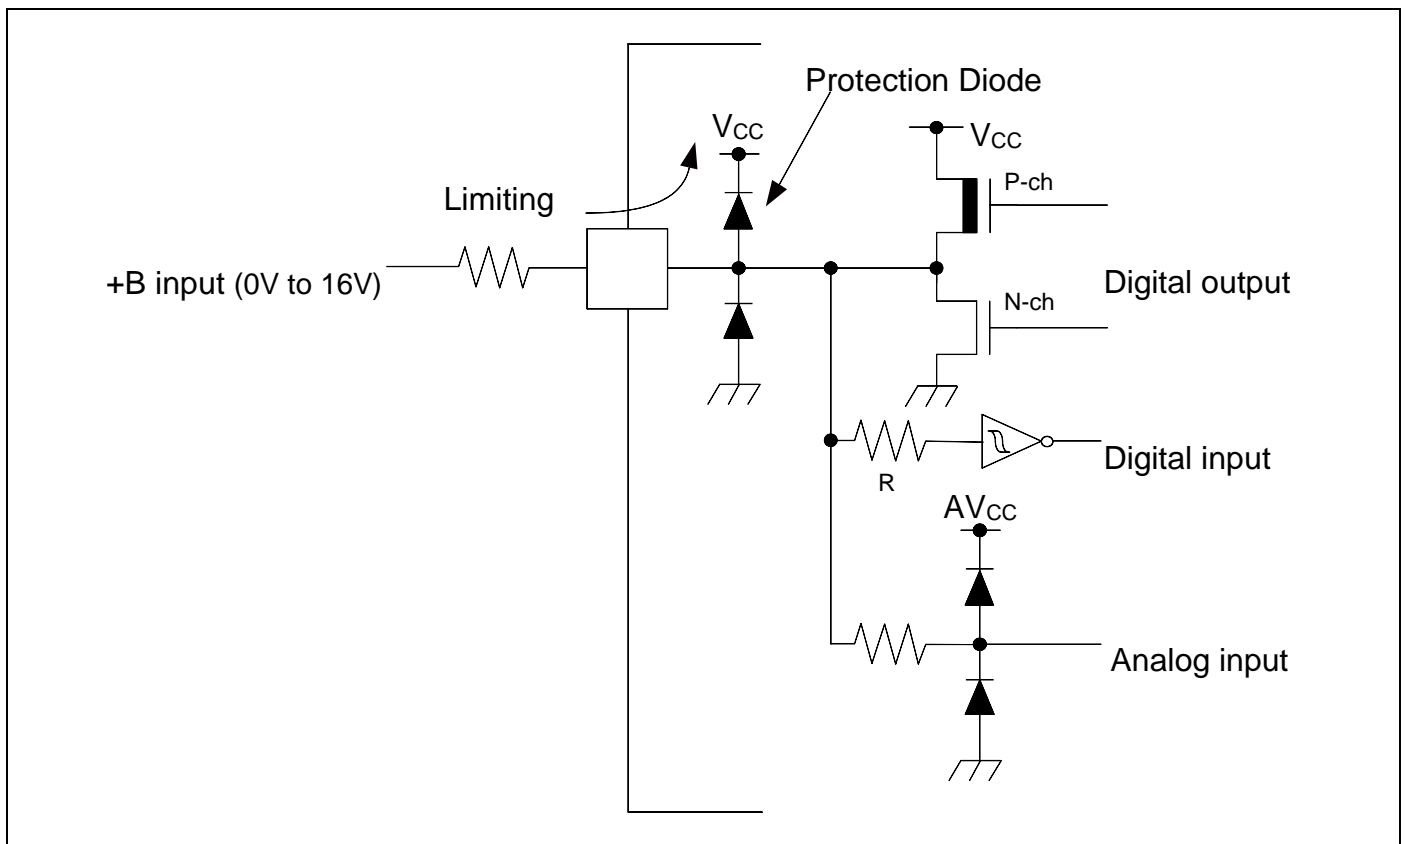 Protection Diode
VCC
VCC
P-ch
Limiting
+B input (0V to 16V)
Digital output
N-ch
Digital input
R
AVCC
Analog input